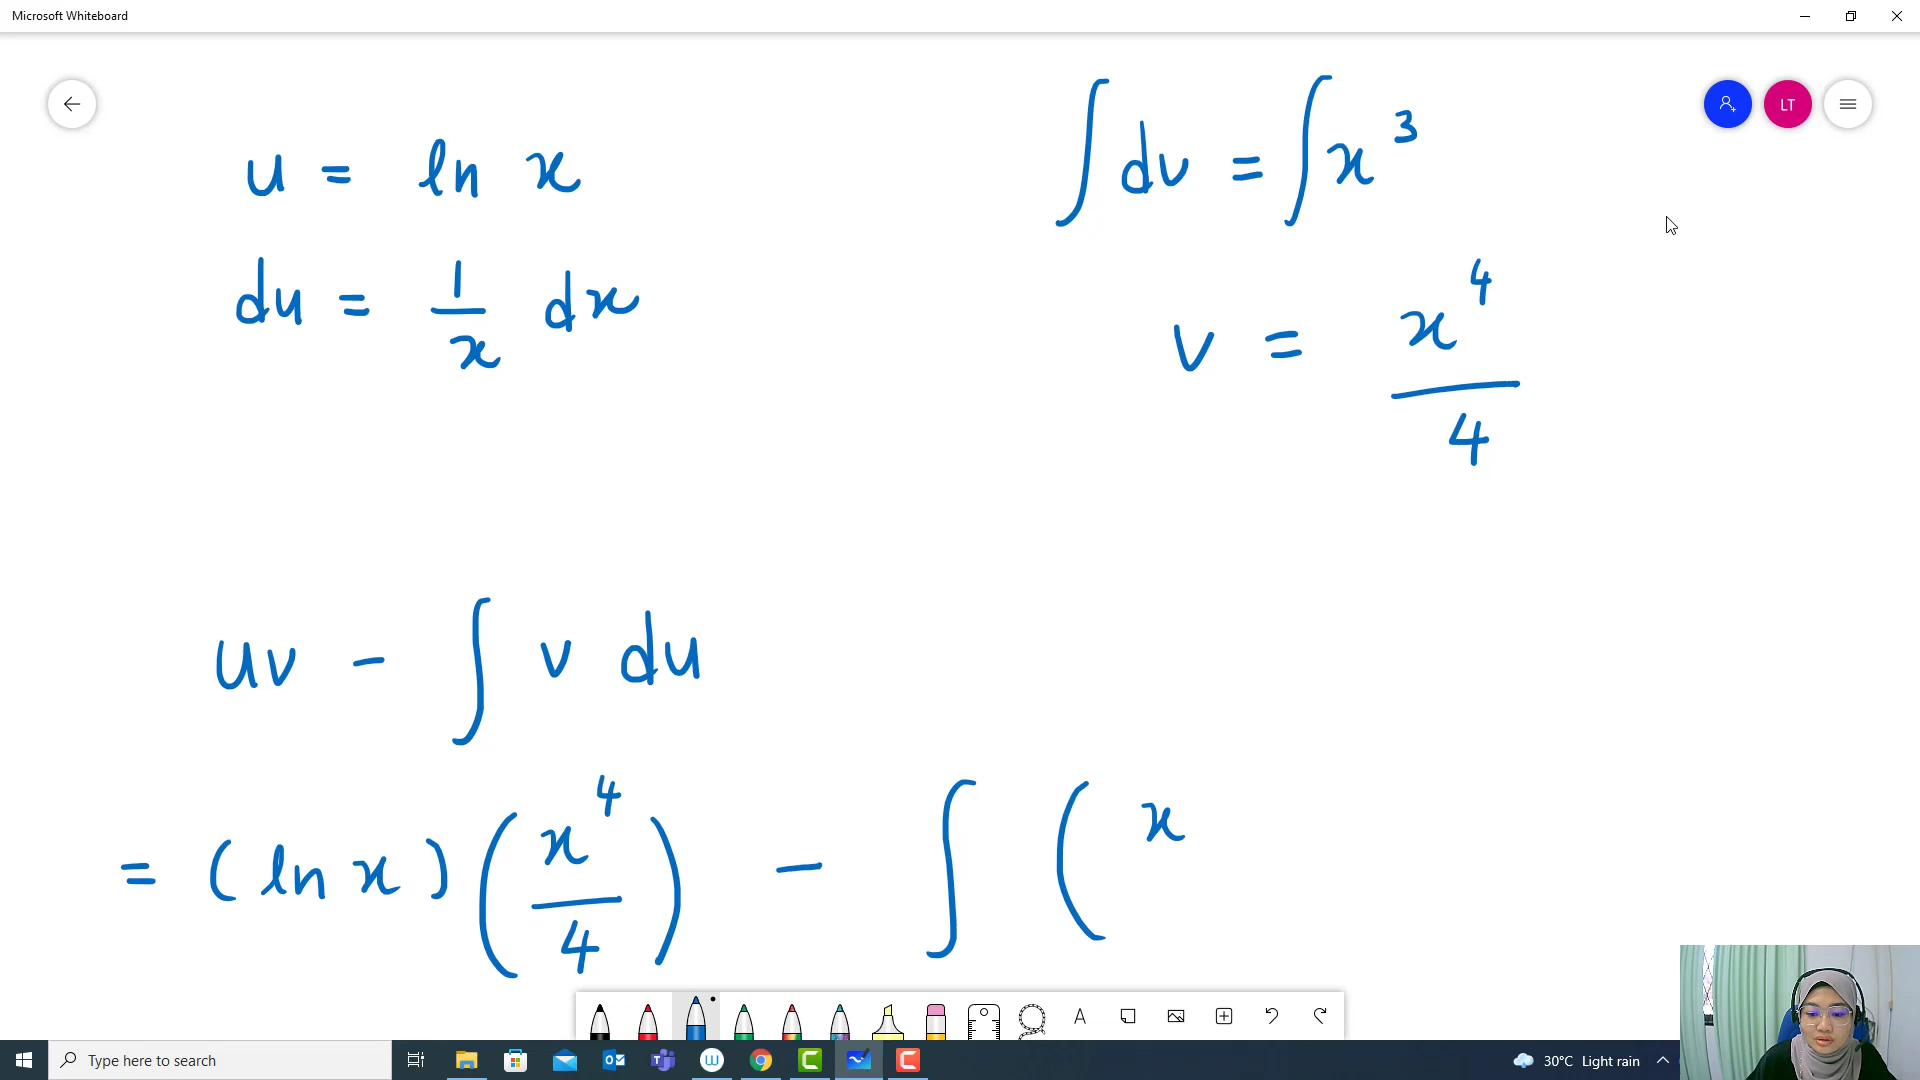 Microsoft Whiteboard
LT
u = ln x
du = 1/x dx
∫ dv = ∫ x³
v = x⁴/4
uv - ∫ v du
= (ln x)(x⁴/4) - ∫ (x
A
Type here to search
30°C Light rain